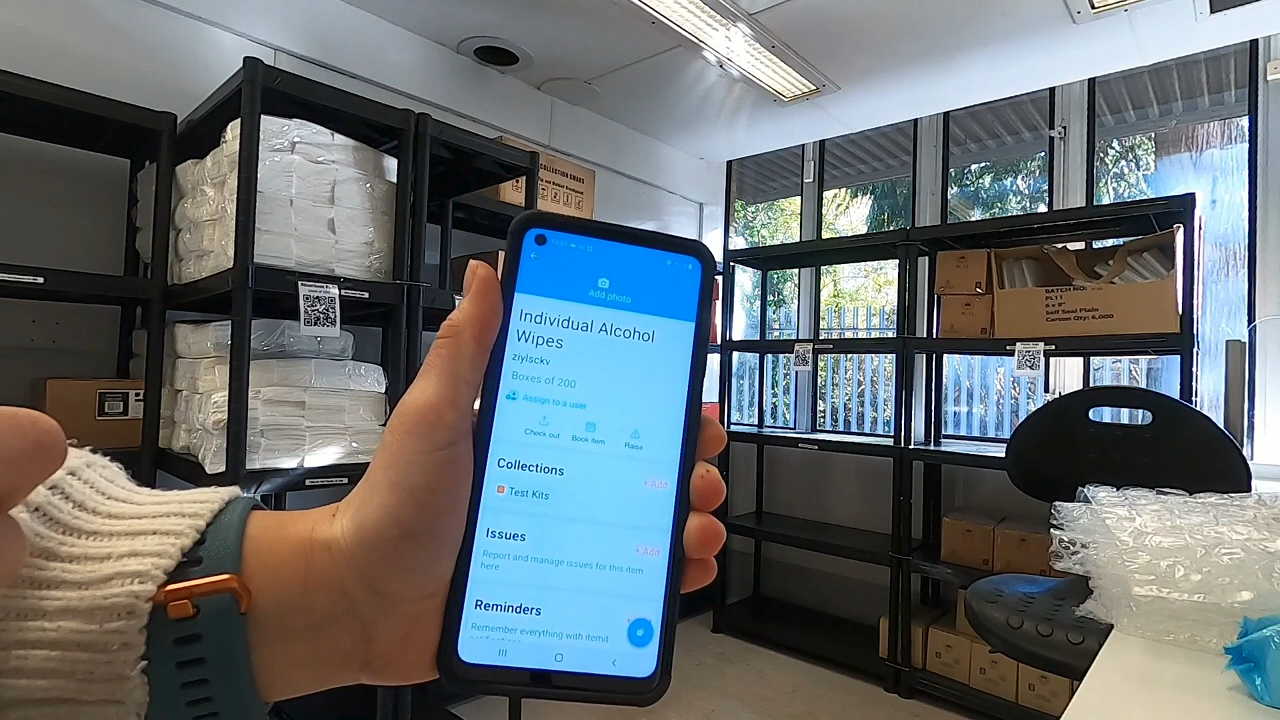 Add photo
Individual Alcohol
Wipes
ziylsckv
Boxes of 200
Assign to a user
Check out
Book item
Raise
Collections
+ Add
Test Kits
Issues
+ Add
Report and manage issues for this item
here
Reminders
Remember everything with itemit
COLLECTION SWABS
BATCH NO:
PL11
6 x 9"
Self Seal Plain
Carton Qty: 6,000